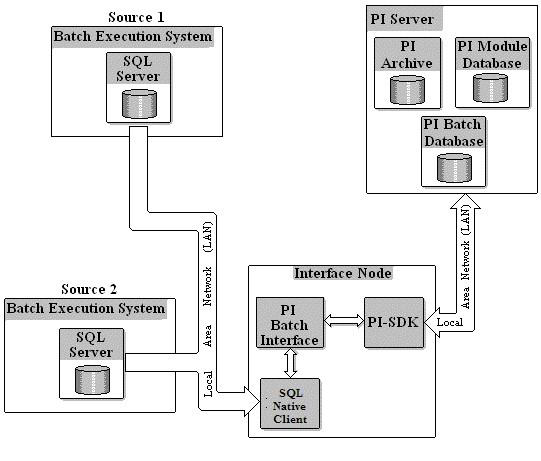 Source 1
Batch Execution System
SQL
Server
PI Server
PI
Archive
PI Module
Database
PI Batch
Database
Local Area Network (LAN)
Source 2
Batch Execution System
SQL
Server
Interface Node
PI
Batch
Interface
PI-SDK
SQL
Native
Client
Local
Area Network (LAN)